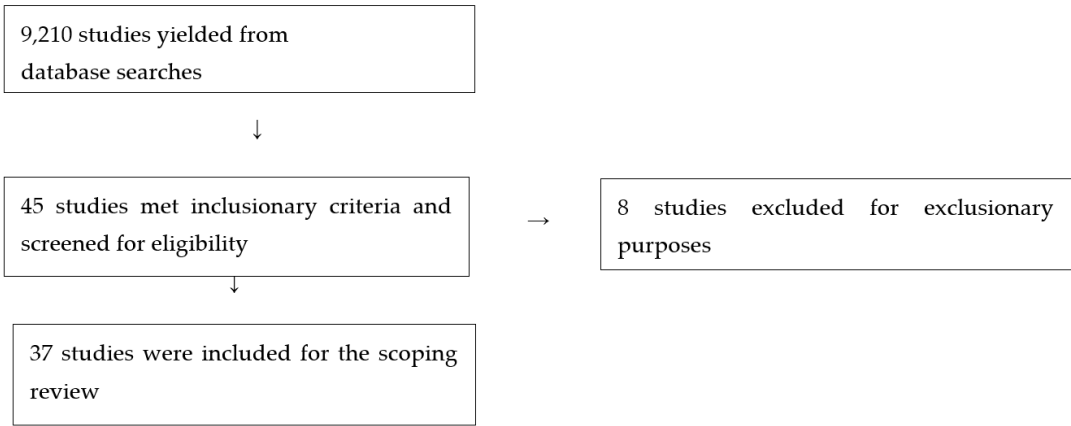 9,210 studies yielded from
database searches
↓
45 studies met inclusionary criteria and
screened for eligibility
→
8 studies excluded for exclusionary
purposes
↓
37 studies were included for the scoping
review